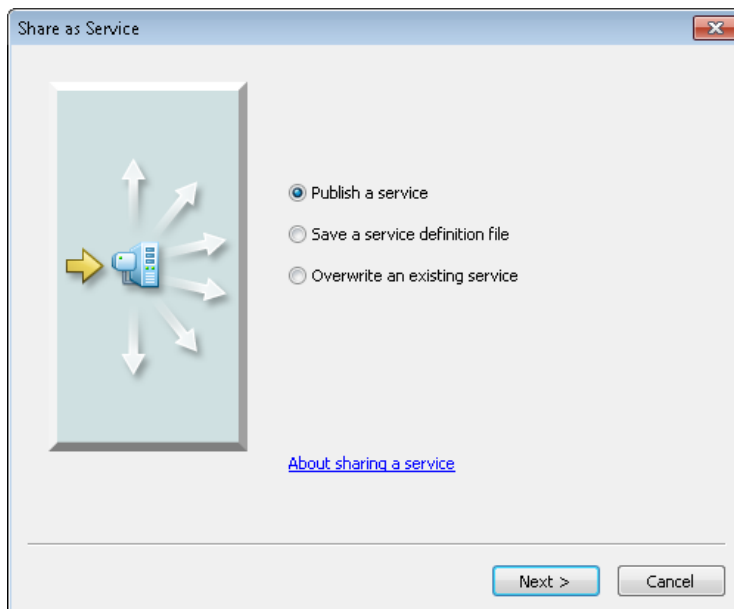 Share as Service
Publish a service
Save a service definition file
Overwrite an existing service
About sharing a service
Next >
Cancel